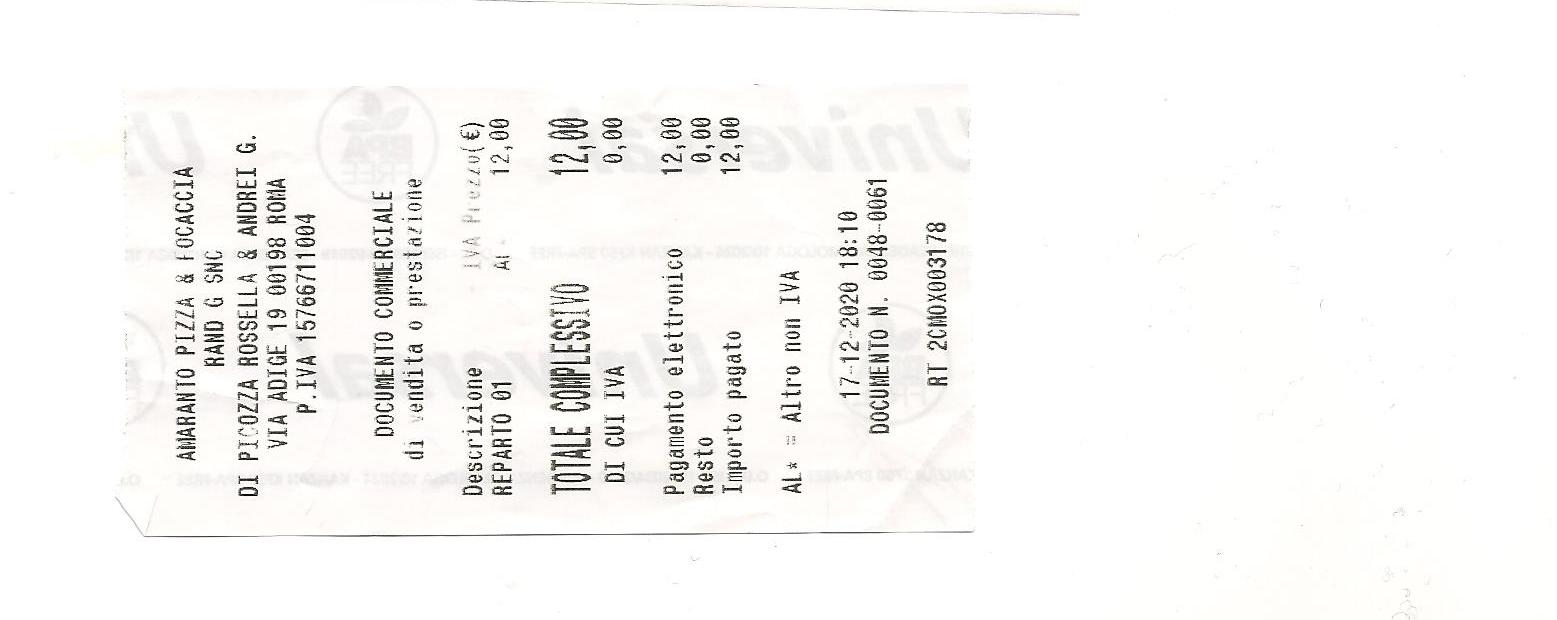 AMARANTO PIZZA & FOCACCIA
RAND G SNC
DI PICOZZA ROSSELLA & ANDREI G.
VIA ADIGE 19 00198 ROMA
P.IVA 15766711004
DOCUMENTO COMMERCIALE
di vendita o prestazione
Descrizione IVA Prezzo(€)
REPARTO 01 AL* 12,00
TOTALE COMPLESSIVO 12,00
DI CUI IVA 0,00
Pagamento elettronico 12,00
Resto 0,00
Importo pagato 12,00
AL* = Altro non IVA
17-12-2020 18:10
DOCUMENTO N. 0048-0061
RT 2CMOX003178